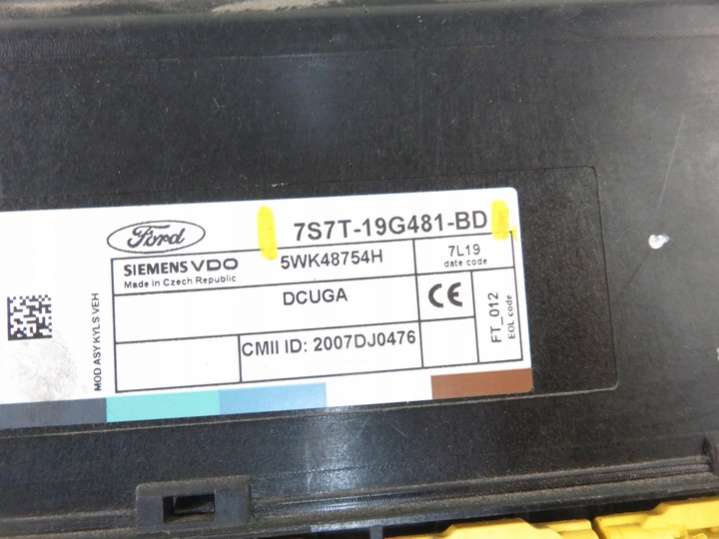 Ford
7S7T-19G481-BD
SIEMENS VDO
Made in Czech Republic
5WK48754H
7L19
date code
DCUGA
CE
FT_012
EOL code
CMII ID: 2007DJ0476
MOD ASY KYLS VEH